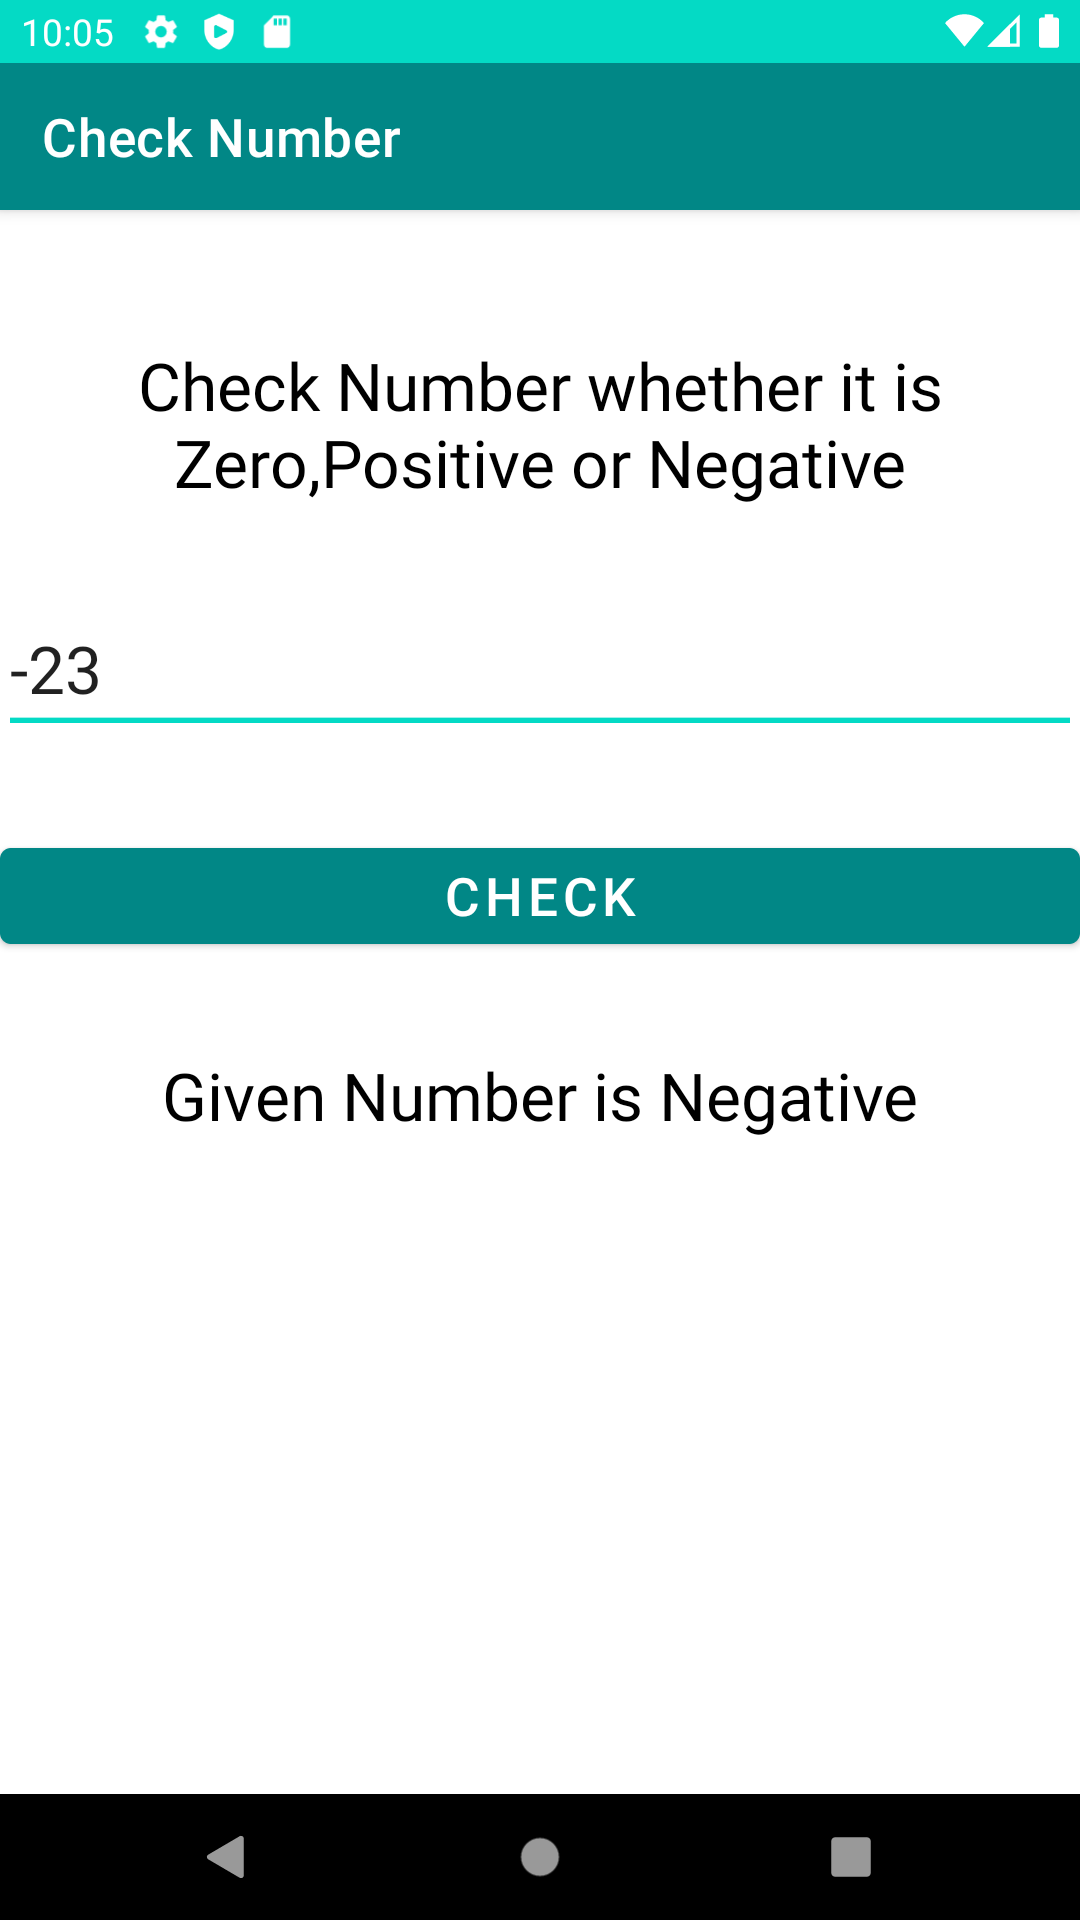 10:05
Check Number
Check Number whether it is
Zero,Positive or Negative
-23
CHECK
Given Number is Negative